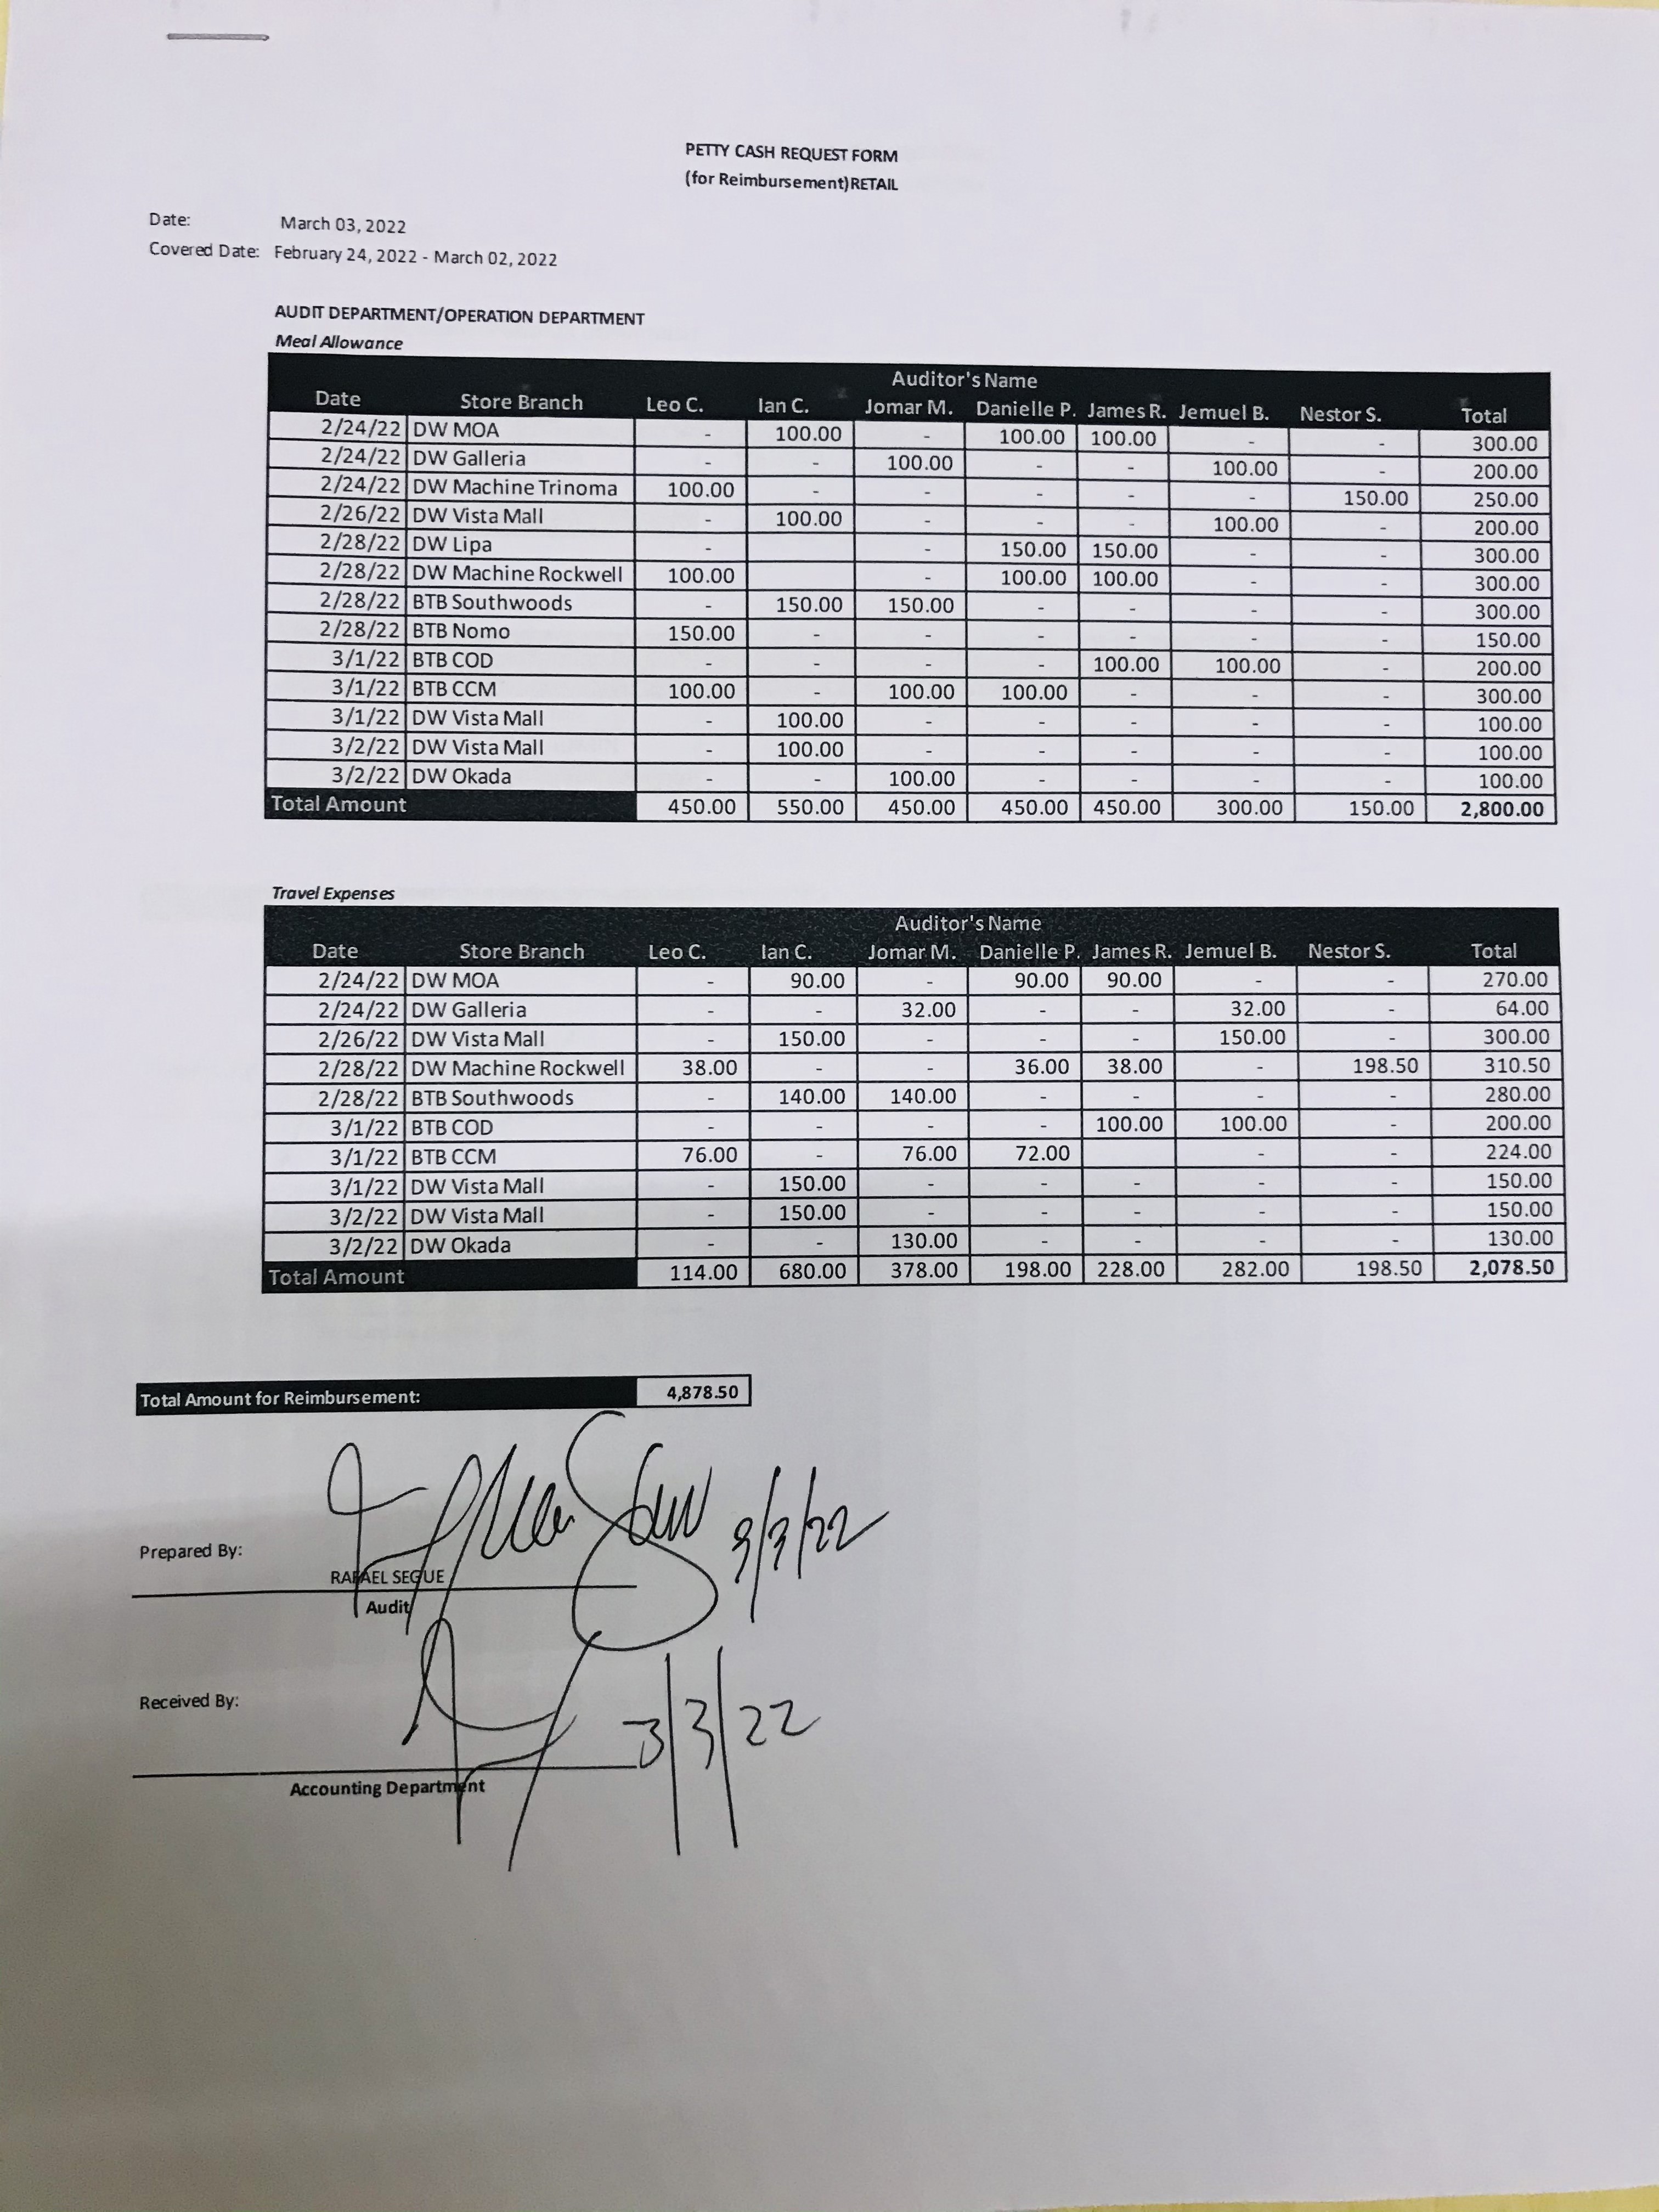 PETTY CASH REQUEST FORM
(for Reimbursement)RETAIL
Date: March 03, 2022
Covered Date: February 24, 2022 - March 02, 2022
AUDIT DEPARTMENT/OPERATION DEPARTMENT
Meal Allowance
Auditor's Name
Date Store Branch Leo C. Ian C. Jomar M. Danielle P. James R. Jemuel B. Nestor S. Total
2/24/22 DW MOA - 100.00 - 100.00 100.00 - - 300.00
2/24/22 DW Galleria - - 100.00 - - 100.00 - 200.00
2/24/22 DW Machine Trinoma 100.00 - - - - - 150.00 250.00
2/26/22 DW Vista Mall - 100.00 - - - 100.00 - 200.00
2/28/22 DW Lipa - - 150.00 150.00 - - 300.00
2/28/22 DW Machine Rockwell 100.00 - 100.00 100.00 - - 300.00
2/28/22 BTB Southwoods - 150.00 150.00 - - - - 300.00
2/28/22 BTB Nomo 150.00 - - - - - - 150.00
3/1/22 BTB COD - - - - 100.00 100.00 - 200.00
3/1/22 BTB CCM 100.00 - 100.00 100.00 - - - 300.00
3/1/22 DW Vista Mall - 100.00 - - - - - 100.00
3/2/22 DW Vista Mall - 100.00 - - - - - 100.00
3/2/22 DW Okada - - 100.00 - - - - 100.00
Total Amount 450.00 550.00 450.00 450.00 450.00 300.00 150.00 2,800.00
Travel Expenses
Auditor's Name
Date Store Branch Leo C. Ian C. Jomar M. Danielle P. James R. Jemuel B. Nestor S. Total
2/24/22 DW MOA - 90.00 - 90.00 90.00 - - 270.00
2/24/22 DW Galleria - - 32.00 - - 32.00 - 64.00
2/26/22 DW Vista Mall - 150.00 - - - 150.00 - 300.00
2/28/22 DW Machine Rockwell 38.00 - - 36.00 38.00 - 198.50 310.50
2/28/22 BTB Southwoods - 140.00 140.00 - - - - 280.00
3/1/22 BTB COD - - - - 100.00 100.00 - 200.00
3/1/22 BTB CCM 76.00 - 76.00 72.00 - - 224.00
3/1/22 DW Vista Mall - 150.00 - - - - - 150.00
3/2/22 DW Vista Mall - 150.00 - - - - - 150.00
3/2/22 DW Okada - - 130.00 - - - - 130.00
Total Amount 114.00 680.00 378.00 198.00 228.00 282.00 198.50 2,078.50
Total Amount for Reimbursement: 4,878.50
3/3/22
Prepared By:
RAFAEL SEGUE
Audit
Received By:
3/3/22
Accounting Department